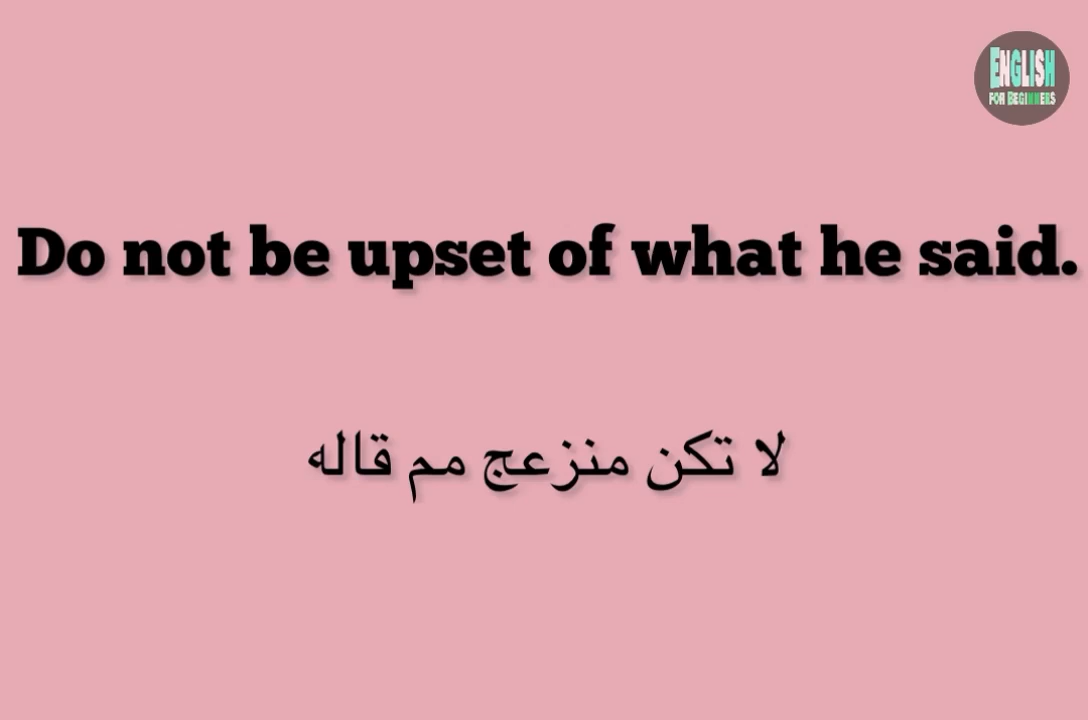 ENGLISH
FOR BEGINNERS
Do not be upset of what he said.
لا تكن منزعج مم قاله